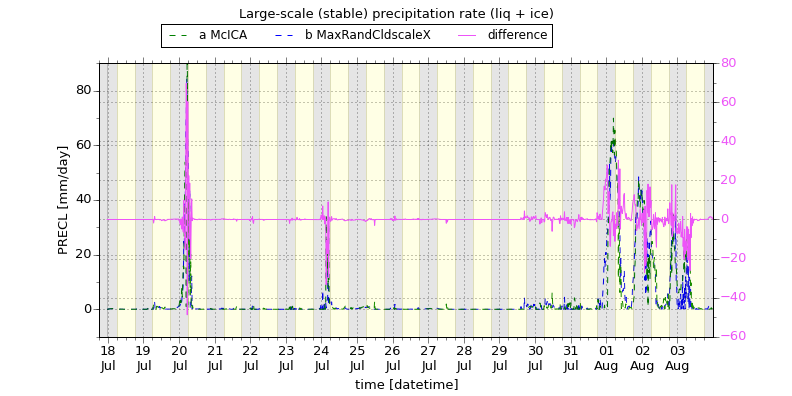 Large-scale (stable) precipitation rate (liq + ice)
a McICA b MaxRandCldscaleX difference
80
60
40
20
0
PRECL [mm/day]
80
60
40
20
0
−20
−40
−60
18 19 20 21 22 23 24 25 26 27 28 29 30 31 01 02 03
Jul Jul Jul Jul Jul Jul Jul Jul Jul Jul Jul Jul Jul Jul Aug Aug Aug
time [datetime]